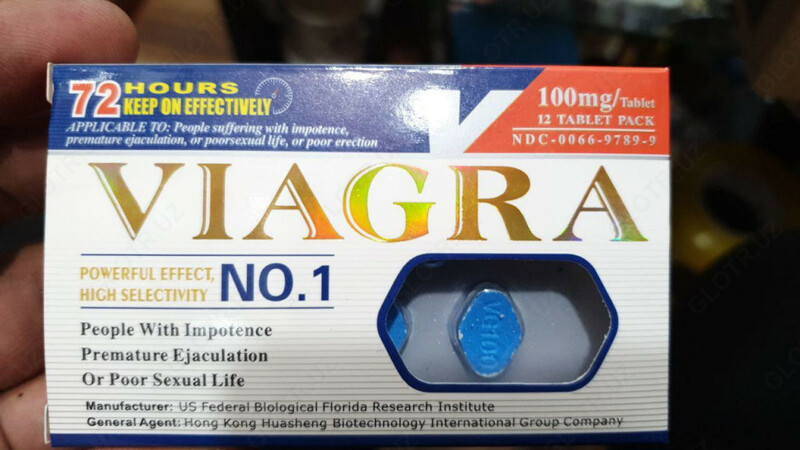 72 HOURS
KEEP ON EFFECTIVELY
APPLICABLE TO: People suffering with impotence,
premature ejaculation, or poorsexual life, or poor erection
100mg/Tablet
12 TABLET PACK
NDC-0066-9789-9
VIAGRA
POWERFUL EFFECT,
HIGH SELECTIVITY
NO.1
People With Impotence
Premature Ejaculation
Or Poor Sexual Life
VG100
Manufacturer: US Federal Biological Florida Research Institute
General Agent: Hong Kong Huasheng Biotechnology International Group Company
GLOTR.UZ